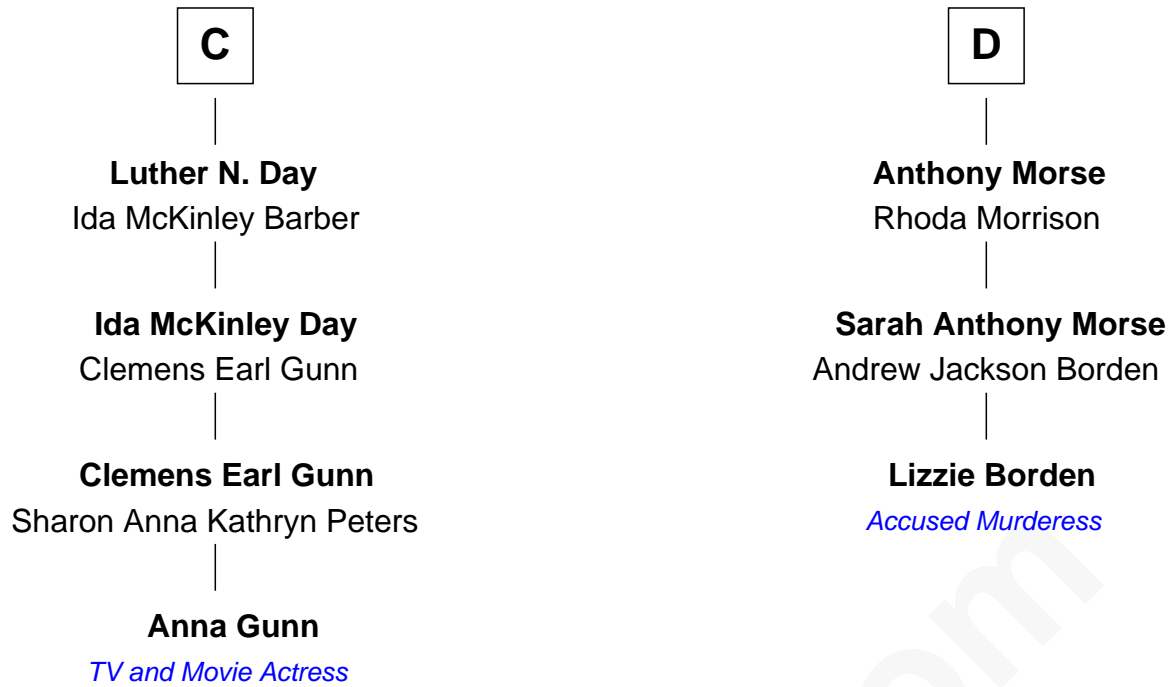 C
Luther N. Day
Ida McKinley Barber
Ida McKinley Day
Clemens Earl Gunn
Clemens Earl Gunn
Sharon Anna Kathryn Peters
Anna Gunn
TV and Movie Actress
D
Anthony Morse
Rhoda Morrison
Sarah Anthony Morse
Andrew Jackson Borden
Lizzie Borden
Accused Murderess
om